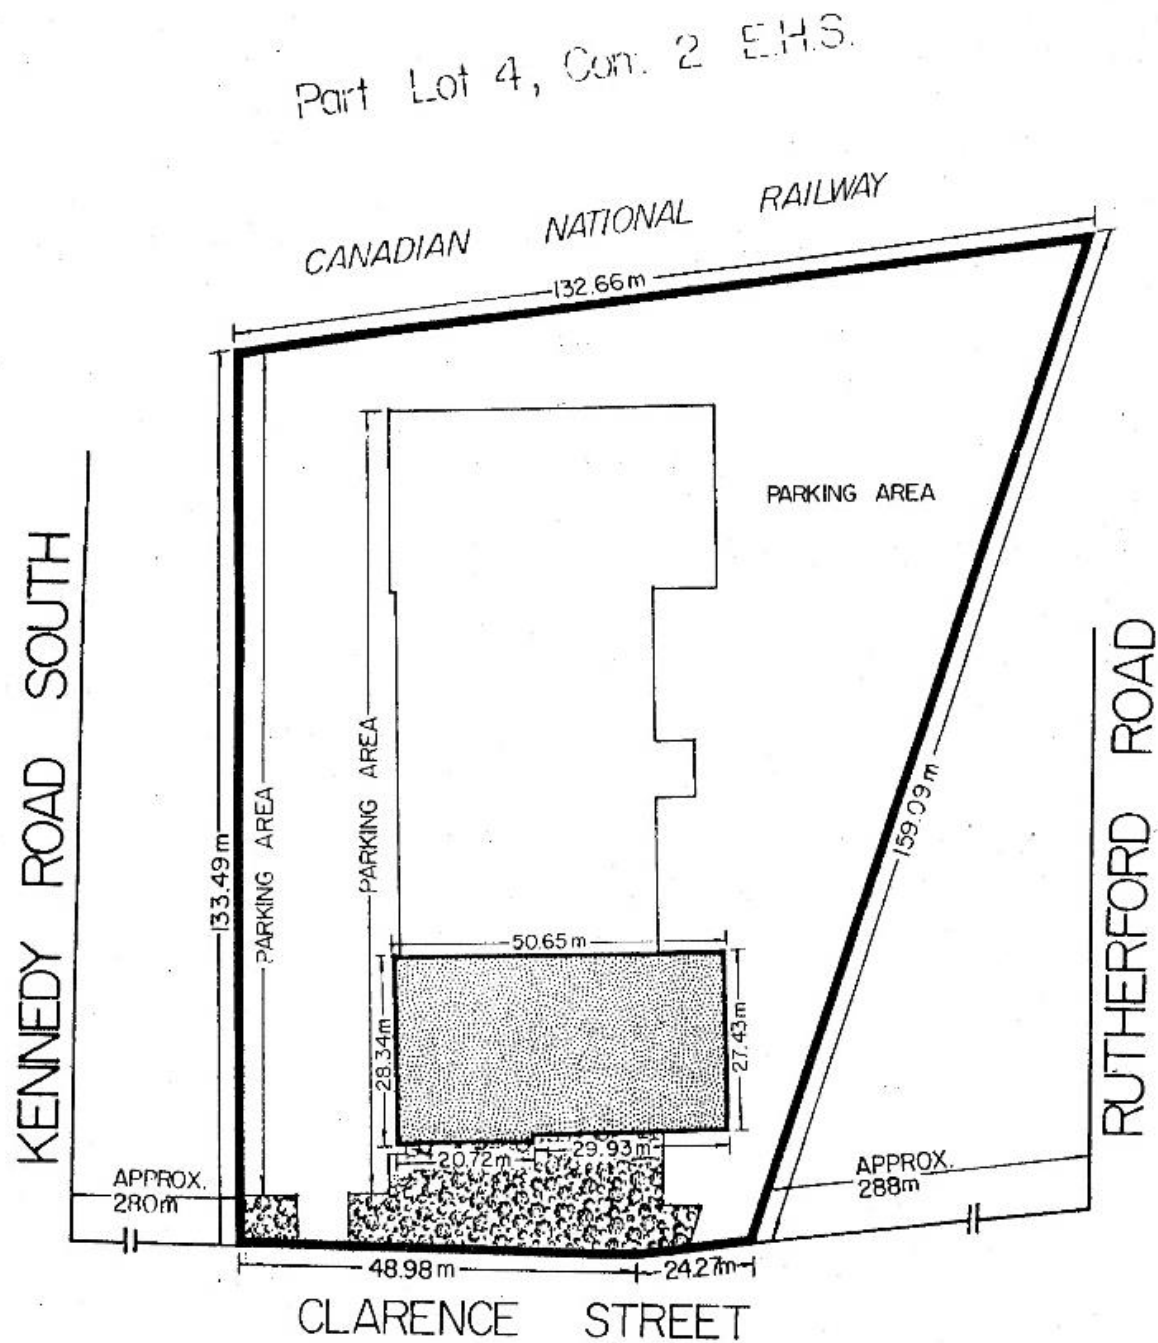 Part Lot 4, Con. 2 E.H.S.
CANADIAN NATIONAL RAILWAY
132.66m
PARKING AREA
KENNEDY ROAD SOUTH
133.49m
PARKING AREA
PARKING AREA
159.09m
RUTHERFORD ROAD
50.65m
28.34m
27.43m
20.72m
29.93m
APPROX.
280m
APPROX.
288m
48.98m
24.27m
CLARENCE STREET